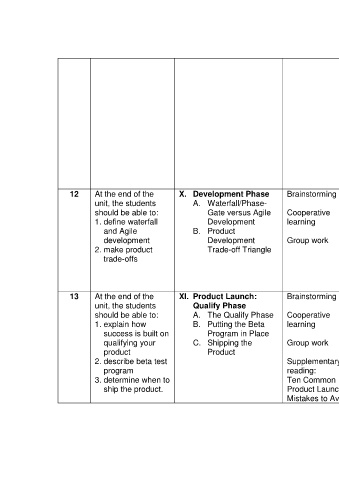 12
At the end of the
unit, the students
should be able to:
1. define waterfall
and Agile
development
2. make product
trade-offs
X. Development Phase
A. Waterfall/Phase-
Gate versus Agile
Development
B. Product
Development
Trade-off Triangle
Brainstorming
Cooperative
learning
Group work
13
At the end of the
unit, the students
should be able to:
1. explain how
success is built on
qualifying your
product
2. describe beta test
program
3. determine when to
ship the product.
XI. Product Launch:
Qualify Phase
A. The Qualify Phase
B. Putting the Beta
Program in Place
C. Shipping the
Product
Brainstorming
Cooperative
learning
Group work
Supplementary
reading:
Ten Common
Product Launc
Mistakes to Av